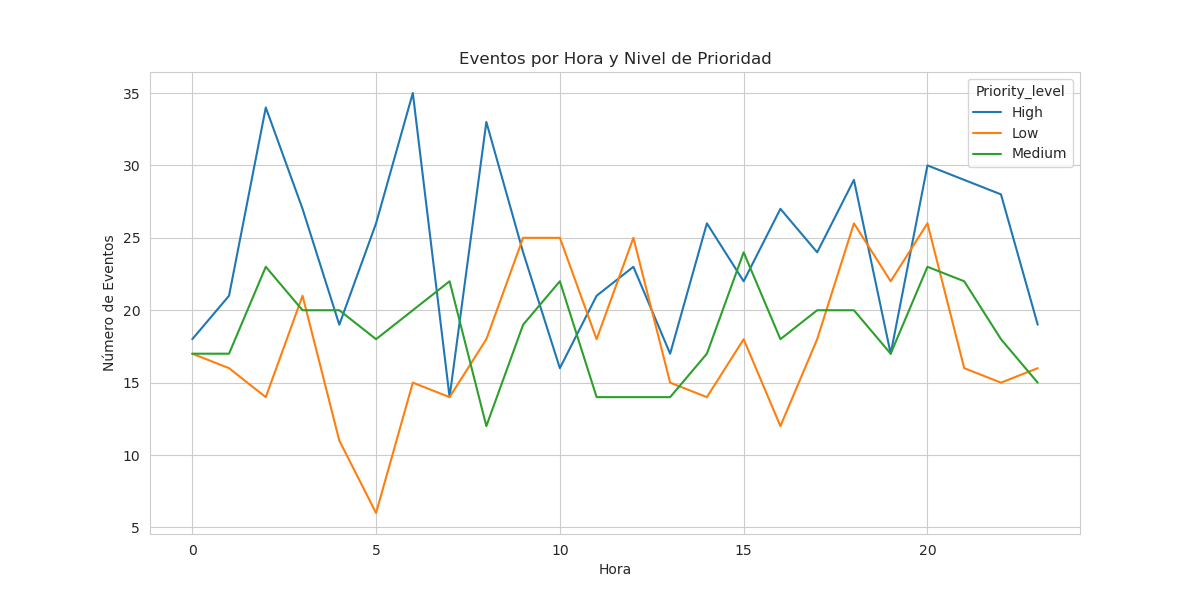 Eventos por Hora y Nivel de Prioridad
Priority_level
High
Low
Medium
Número de Eventos
35
30
25
20
15
10
5
0
5
10
15
20
Hora